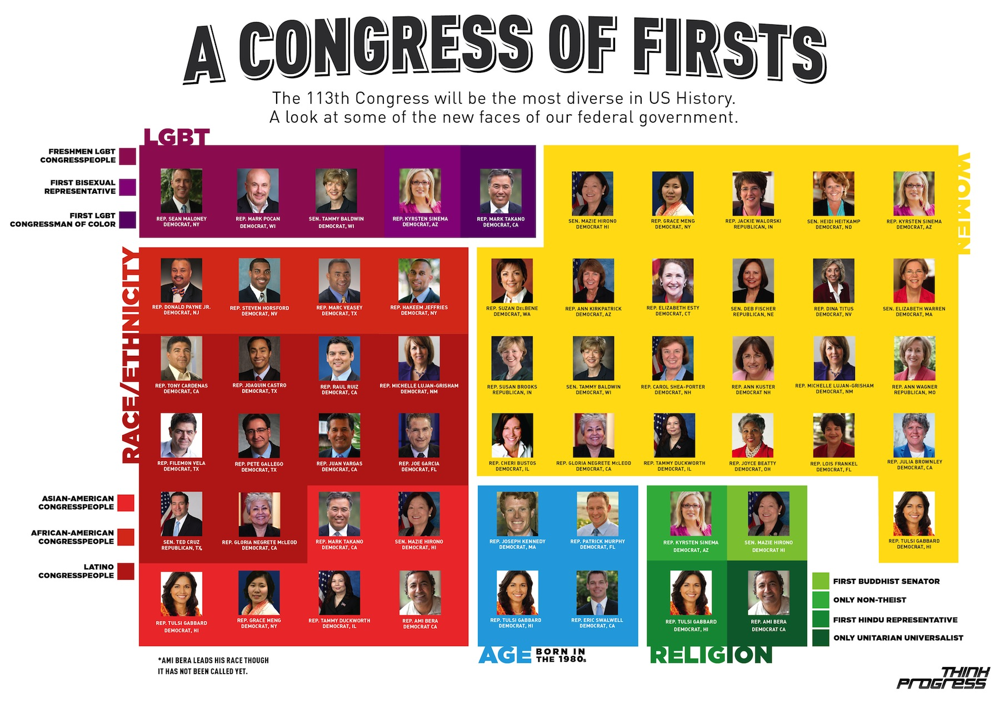 A CONGRESS OF FIRSTS
The 113th Congress will be the most diverse in US History.
A look at some of the new faces of our federal government.
LGBT
FRESHMEN LGBT
CONGRESSPEOPLE
FIRST BISEXUAL
REPRESENTATIVE
FIRST LGBT
CONGRESSMAN OF COLOR
REP. SEAN MALONEY
DEMOCRAT, NY
REP. MARK POCAN
DEMOCRAT, WI
SEN. TAMMY BALDWIN
DEMOCRAT, WI
REP. KYRSTEN SINEMA
DEMOCRAT, AZ
REP. MARK TAKANO
DEMOCRAT, CA
WOMEN
SEN. MAZIE HIRONO
DEMOCRAT HI
REP. GRACE MENG
DEMOCRAT, NY
REP. JACKIE WALORSKI
REPUBLICAN, IN
SEN. HEIDI HEITKAMP
DEMOCRAT, ND
REP. KYRSTEN SINEMA
DEMOCRAT, AZ
REP. SUZAN DELBENE
DEMOCRAT, WA
REP. ANN KIRKPATRICK
DEMOCRAT, AZ
REP. ELIZABETH ESTY
DEMOCRAT, CT
SEN. DEB FISCHER
REPUBLICAN, NE
REP. DINA TITUS
DEMOCRAT, NV
SEN. ELIZABETH WARREN
DEMOCRAT, MA
REP. SUSAN BROOKS
REPUBLICAN, IN
SEN. TAMMY BALDWIN
DEMOCRAT, WI
REP. CAROL SHEA-PORTER
DEMOCRAT, NH
REP. ANN KUSTER
DEMOCRAT NH
REP. MICHELLE LUJAN-GRISHAM
DEMOCRAT, NM
REP. ANN WAGNER
REPUBLICAN, MO
REP. CHERI BUSTOS
DEMOCRAT, IL
REP. GLORIA NEGRETE McLEOD
DEMOCRAT, CA
REP. TAMMY DUCKWORTH
DEMOCRAT, IL
REP. JOYCE BEATTY
DEMOCRAT, OH
REP. LOIS FRANKEL
DEMOCRAT, FL
REP. JULIA BROWNLEY
DEMOCRAT, CA
REP. TULSI GABBARD
DEMOCRAT, HI
RACE/ETHNICITY
REP. DONALD PAYNE JR.
DEMOCRAT, NJ
REP. STEVEN HORSFORD
DEMOCRAT, NV
REP. MARC VEASEY
DEMOCRAT, TX
REP. HAKEEM JEFFRIES
DEMOCRAT, NY
REP. TONY CARDENAS
DEMOCRAT, CA
REP. JOAQUIN CASTRO
DEMOCRAT, TX
REP. RAUL RUIZ
DEMOCRAT, CA
REP. MICHELLE LUJAN-GRISHAM
DEMOCRAT, NM
REP. FILEMON VELA
DEMOCRAT, TX
REP. PETE GALLEGO
DEMOCRAT, TX
REP. JUAN VARGAS
DEMOCRAT, CA
REP. JOE GARCIA
DEMOCRAT, FL
ASIAN-AMERICAN
CONGRESSPEOPLE
AFRICAN-AMERICAN
CONGRESSPEOPLE
LATINO
CONGRESSPEOPLE
SEN. TED CRUZ
REPUBLICAN, TX,
REP. GLORIA NEGRETE McLEOD
DEMOCRAT, CA
REP. MARK TAKANO
DEMOCRAT, CA
SEN. MAZIE HIRONO
DEMOCRAT, HI
REP. TULSI GABBARD
DEMOCRAT, HI
REP. GRACE MENG
DEMOCRAT, NY
REP. TAMMY DUCKWORTH
DEMOCRAT, IL
REP. AMI BERA
DEMOCRAT CA
*AMI BERA LEADS HIS RACE THOUGH
IT HAS NOT BEEN CALLED YET.
REP. JOSEPH KENNEDY
DEMOCRAT, MA
REP. PATRICK MURPHY
DEMOCRAT, FL
REP. TULSI GABBARD
DEMOCRAT, HI
REP. ERIC SWALWELL
DEMOCRAT, CA
AGE BORN IN
THE 1980s
REP. KYRSTEN SINEMA
DEMOCRAT, AZ
SEN. MAZIE HIRONO
DEMOCRAT HI
REP. TULSI GABBARD
DEMOCRAT, HI
REP. AMI BERA
DEMOCRAT CA
RELIGION
FIRST BUDDHIST SENATOR
ONLY NON-THEIST
FIRST HINDU REPRESENTATIVE
ONLY UNITARIAN UNIVERSALIST
THINK
PROGRESS